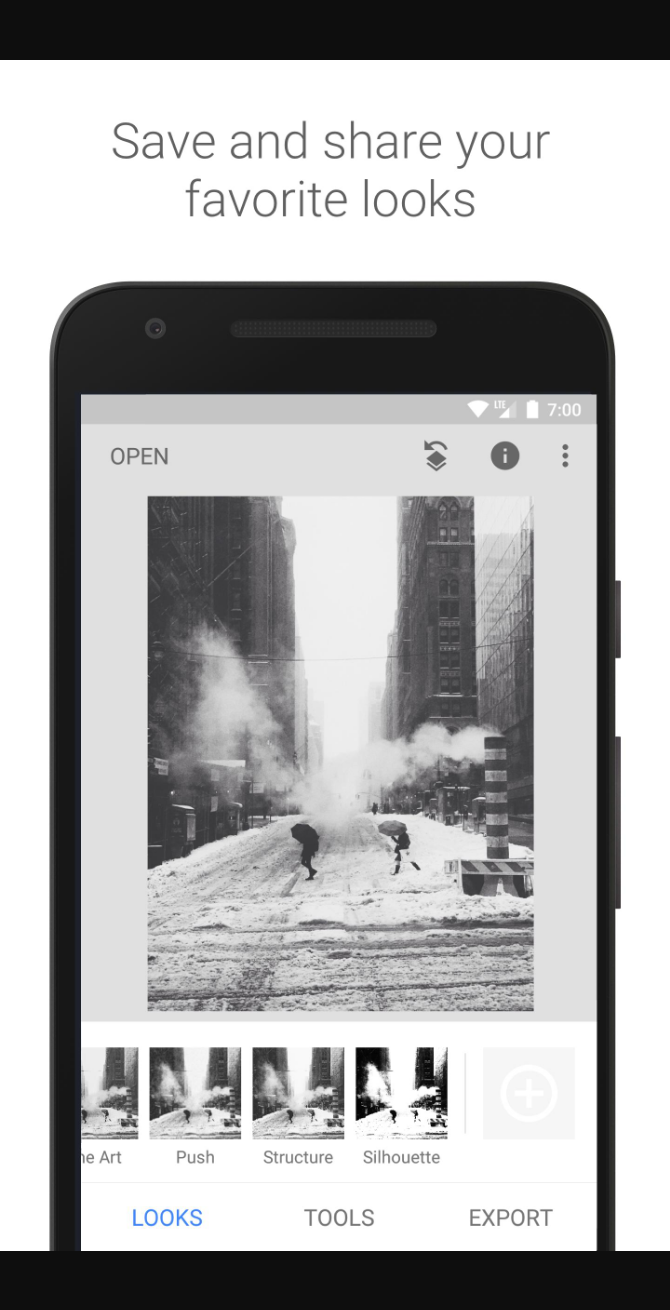 Save and share your
favorite looks
LTE 7:00
OPEN
ne Art Push Structure Silhouette
LOOKS TOOLS EXPORT